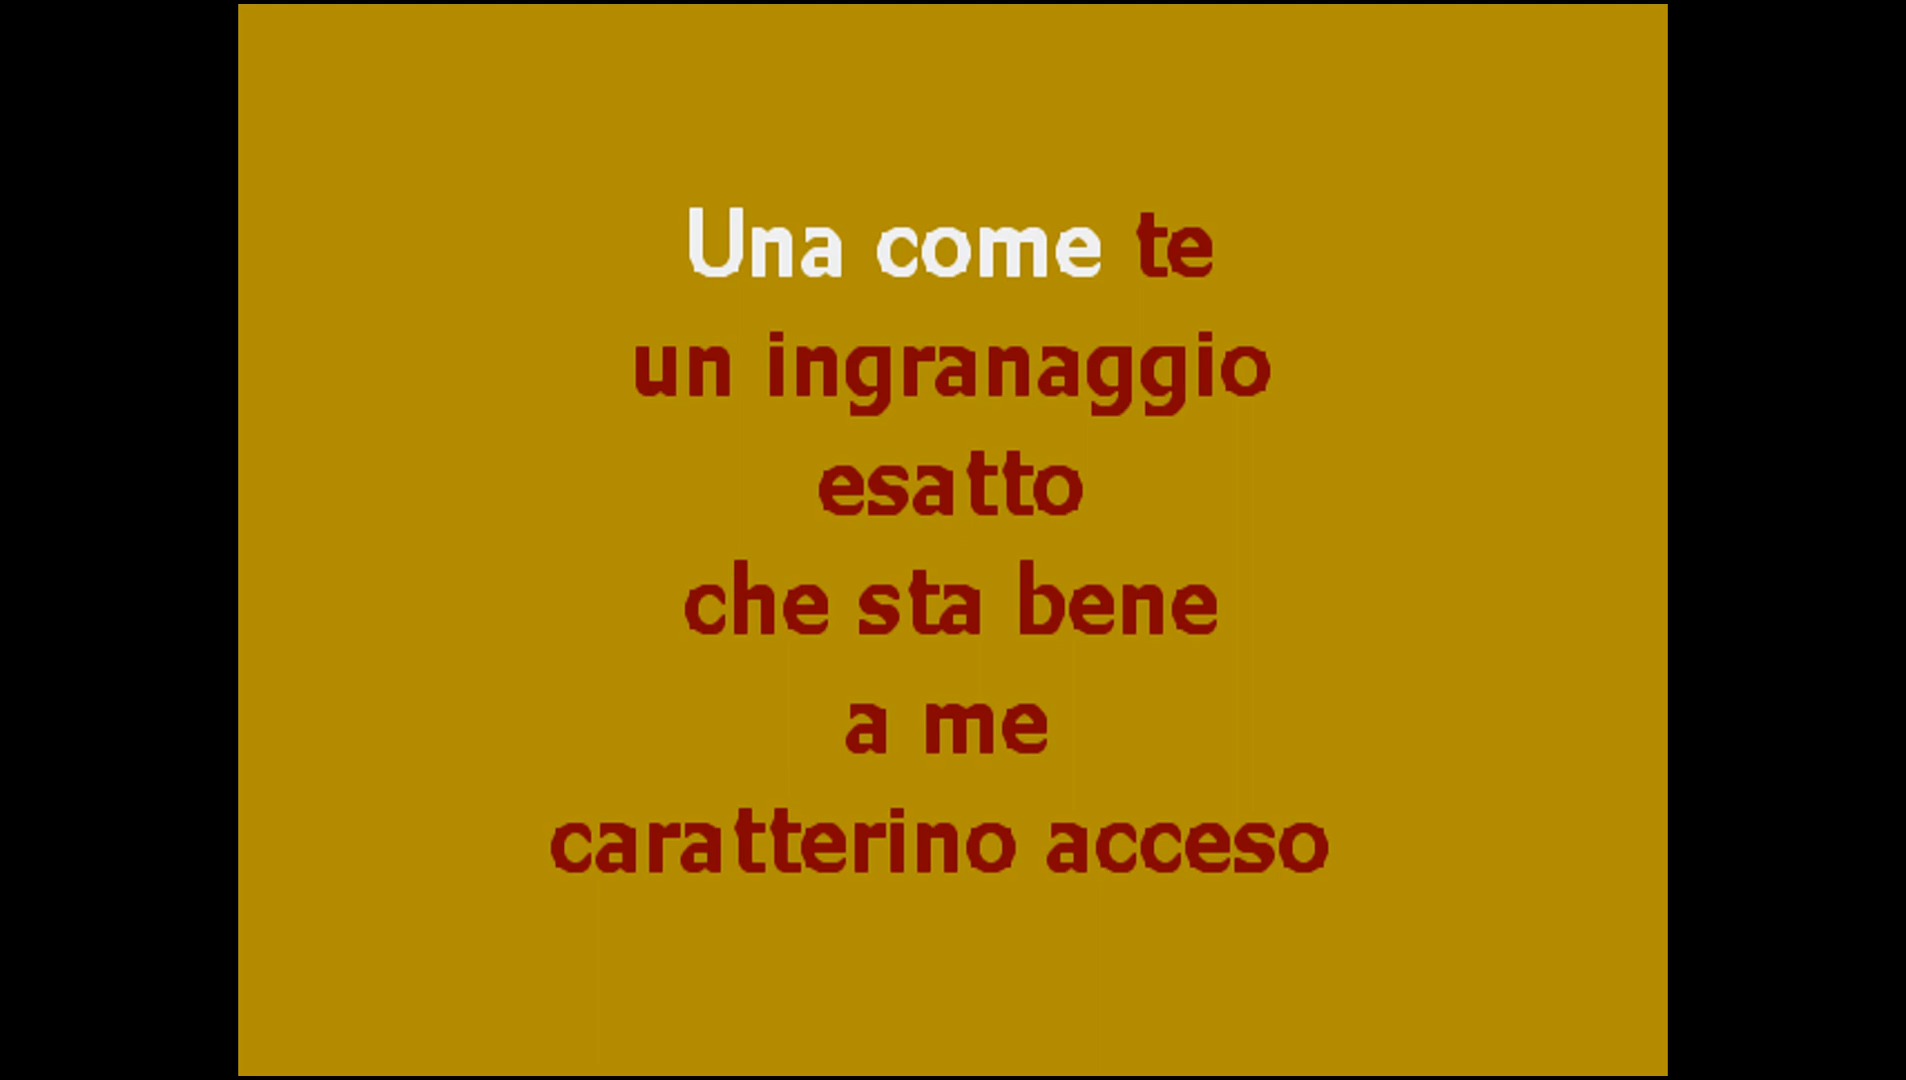 Una come te
un ingranaggio
esatto
che sta bene
a me
caratterino acceso